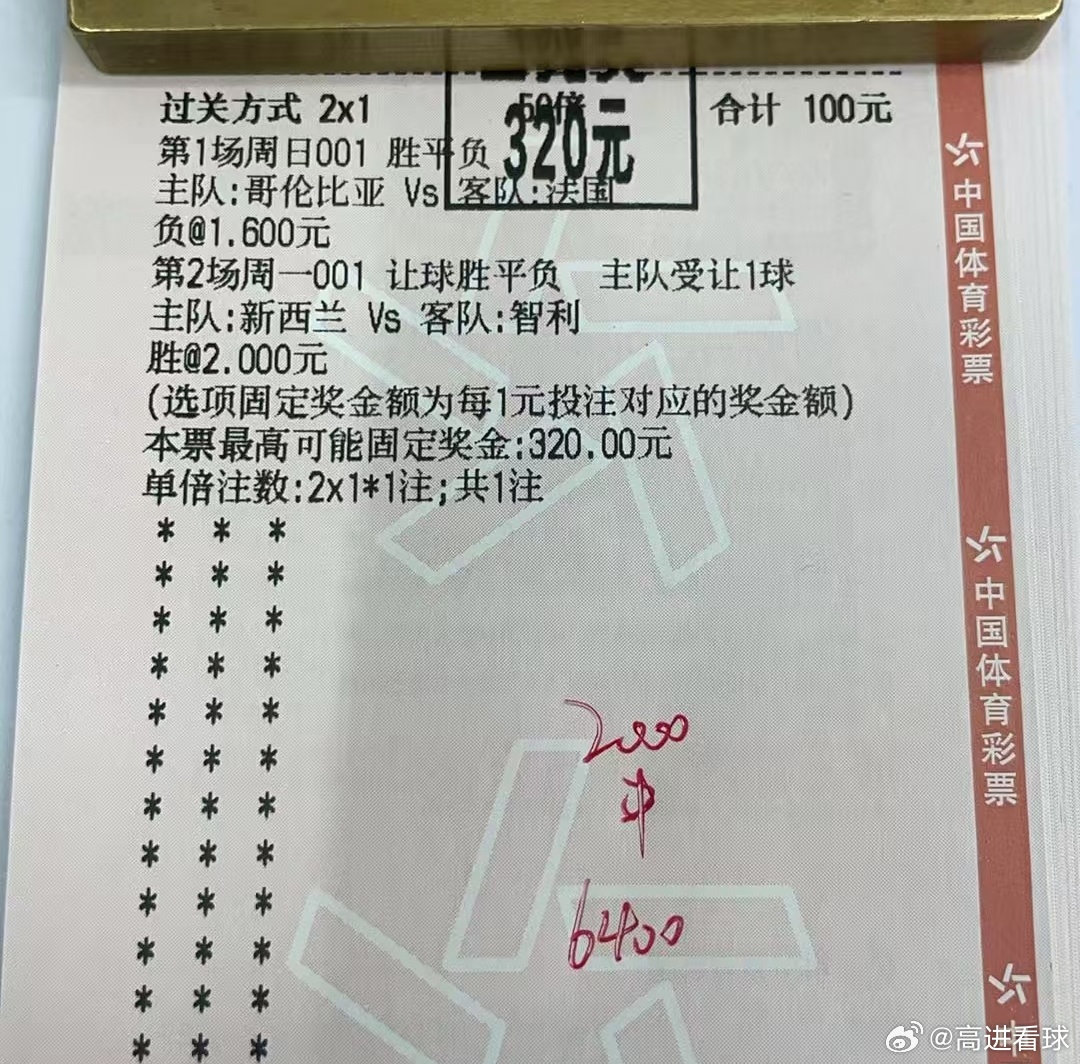 过关方式 2x1 50倍 合计 100元
320元
第1场周日001 胜平负
主队:哥伦比亚 Vs 客队:法国
负@1.600元
第2场周一001 让球胜平负 主队受让1球
主队:新西兰 Vs 客队:智利
胜@2.000元
(选项固定奖金额为每1元投注对应的奖金额)
本票最高可能固定奖金:320.00元
单倍注数:2x1*1注;共1注
* * *
* * *
* * *
* * *
* * *
* * *
* * *
* * *
* * *
* * *
* * *
* * *
2000
中
6400
中国体育彩票
中国体育彩票
@高进看球